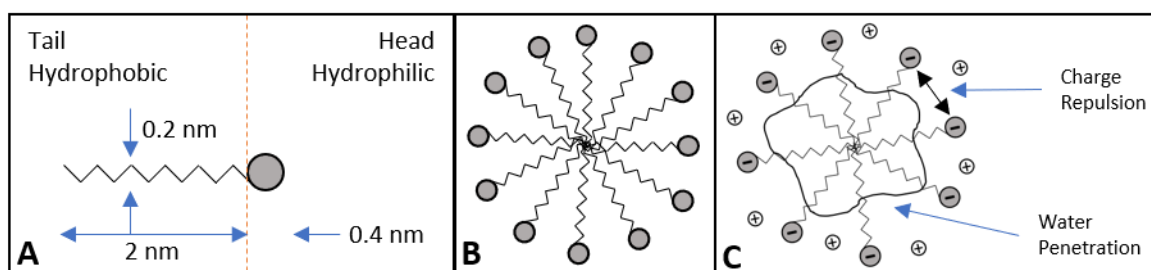 Tail
Hydrophobic
Head
Hydrophilic
0.2 nm
2 nm
0.4 nm
A
B
Charge
Repulsion
Water
Penetration
C